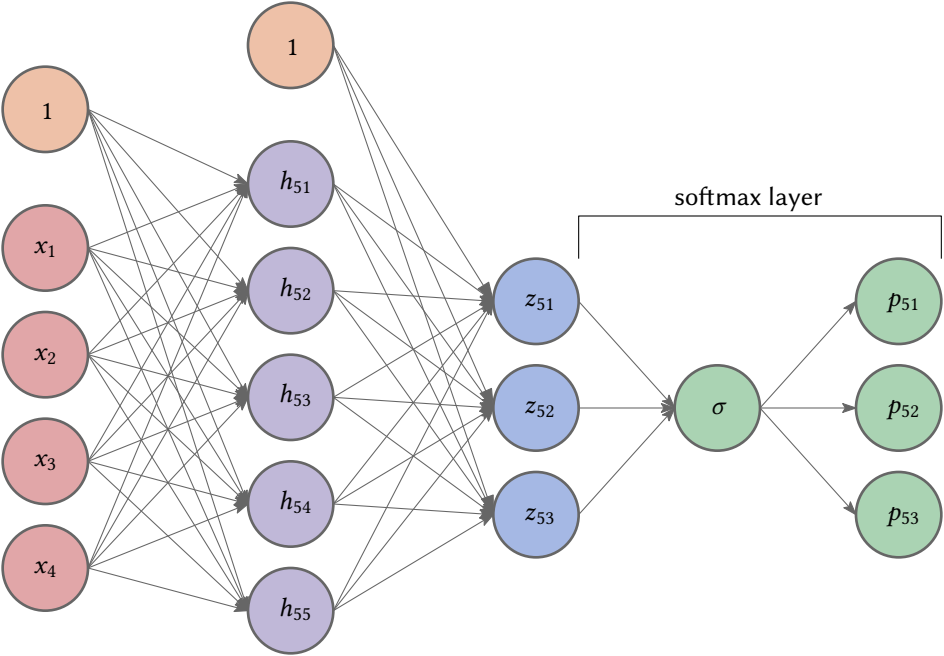 1
x₁
x₂
x₃
x₄
1
h₅₁
h₅₂
h₅₃
h₅₄
h₅₅
z₅₁
z₅₂
z₅₃
softmax layer
σ
p₅₁
p₅₂
p₅₃